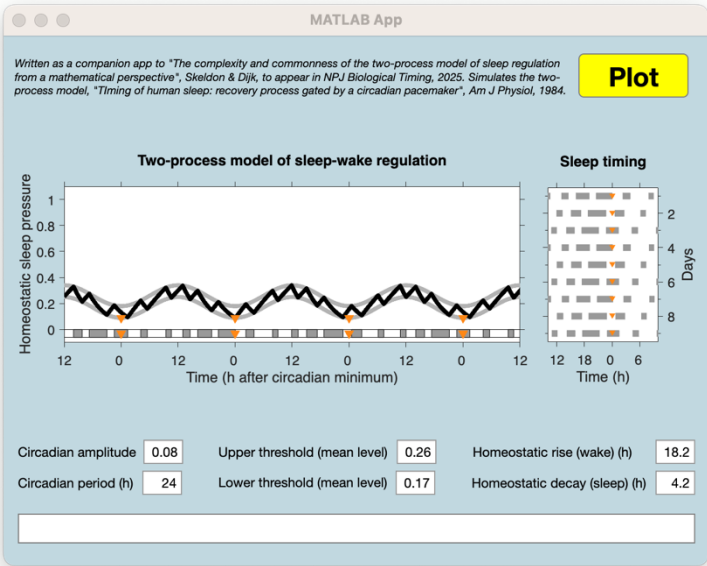 MATLAB App
Written as a companion app to "The complexity and commonness of the two-process model of sleep regulation
from a mathematical perspective", Skeldon & Dijk, to appear in NPJ Biological Timing, 2025. Simulates the two-
process model, "TIming of human sleep: recovery process gated by a circadian pacemaker", Am J Physiol, 1984.
Plot
Two-process model of sleep-wake regulation
Homeostatic sleep pressure
1
0.8
0.6
0.4
0.2
0
12 0 12 0 12 0 12 0 12
Time (h after circadian minimum)
Sleep timing
2
4
6
8
Days
12 18 0 6
Time (h)
Circadian amplitude 0.08
Upper threshold (mean level) 0.26
Homeostatic rise (wake) (h) 18.2
Circadian period (h) 24
Lower threshold (mean level) 0.17
Homeostatic decay (sleep) (h) 4.2